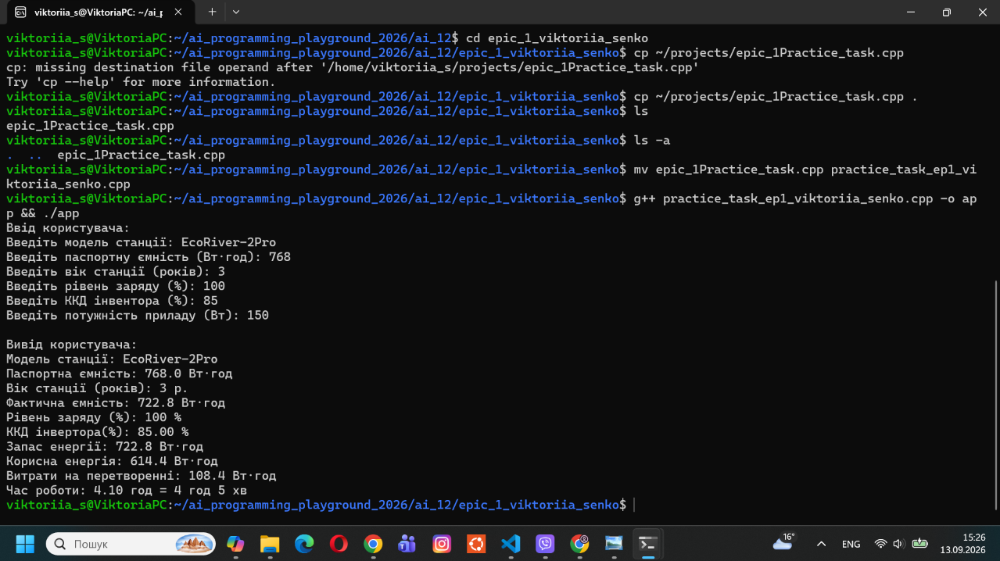 viktoriia_s@ViktoriaPC: ~/ai_p
viktoriia_s@ViktoriaPC:~/ai_programming_playground_2026/ai_12$ cd epic_1_viktoriia_senko
viktoriia_s@ViktoriaPC:~/ai_programming_playground_2026/ai_12/epic_1_viktoriia_senko$ cp ~/projects/epic_1Practice_task.cpp
cp: missing destination file operand after '/home/viktoriia_s/projects/epic_1Practice_task.cpp'
Try 'cp --help' for more information.
viktoriia_s@ViktoriaPC:~/ai_programming_playground_2026/ai_12/epic_1_viktoriia_senko$ cp ~/projects/epic_1Practice_task.cpp .
viktoriia_s@ViktoriaPC:~/ai_programming_playground_2026/ai_12/epic_1_viktoriia_senko$ ls
epic_1Practice_task.cpp
viktoriia_s@ViktoriaPC:~/ai_programming_playground_2026/ai_12/epic_1_viktoriia_senko$ ls -a
.  ..  epic_1Practice_task.cpp
viktoriia_s@ViktoriaPC:~/ai_programming_playground_2026/ai_12/epic_1_viktoriia_senko$ mv epic_1Practice_task.cpp practice_task_ep1_vi
ktoriia_senko.cpp
viktoriia_s@ViktoriaPC:~/ai_programming_playground_2026/ai_12/epic_1_viktoriia_senko$ g++ practice_task_ep1_viktoriia_senko.cpp -o ap
p && ./app
Ввід користувача:
Введіть модель станції: EcoRiver-2Pro
Введіть паспортну ємність (Вт·год): 768
Введіть вік станції (років): 3
Введіть рівень заряду (%): 100
Введіть ККД інвентора (%): 85
Введіть потужність приладу (Вт): 150

Вивід користувача:
Модель станції: EcoRiver-2Pro
Паспортна ємність: 768.0 Вт·год
Вік станції (років): 3 р.
Фактична ємність: 722.8 Вт·год
Рівень заряду (%): 100 %
ККД інвертора(%): 85.00 %
Запас енергії: 722.8 Вт·год
Корисна енергія: 614.4 Вт·год
Витрати на перетворенні: 108.4 Вт·год
Час роботи: 4.10 год = 4 год 5 хв
viktoriia_s@ViktoriaPC:~/ai_programming_playground_2026/ai_12/epic_1_viktoriia_senko$
Пошук
16°
ENG
15:26
13.09.2026